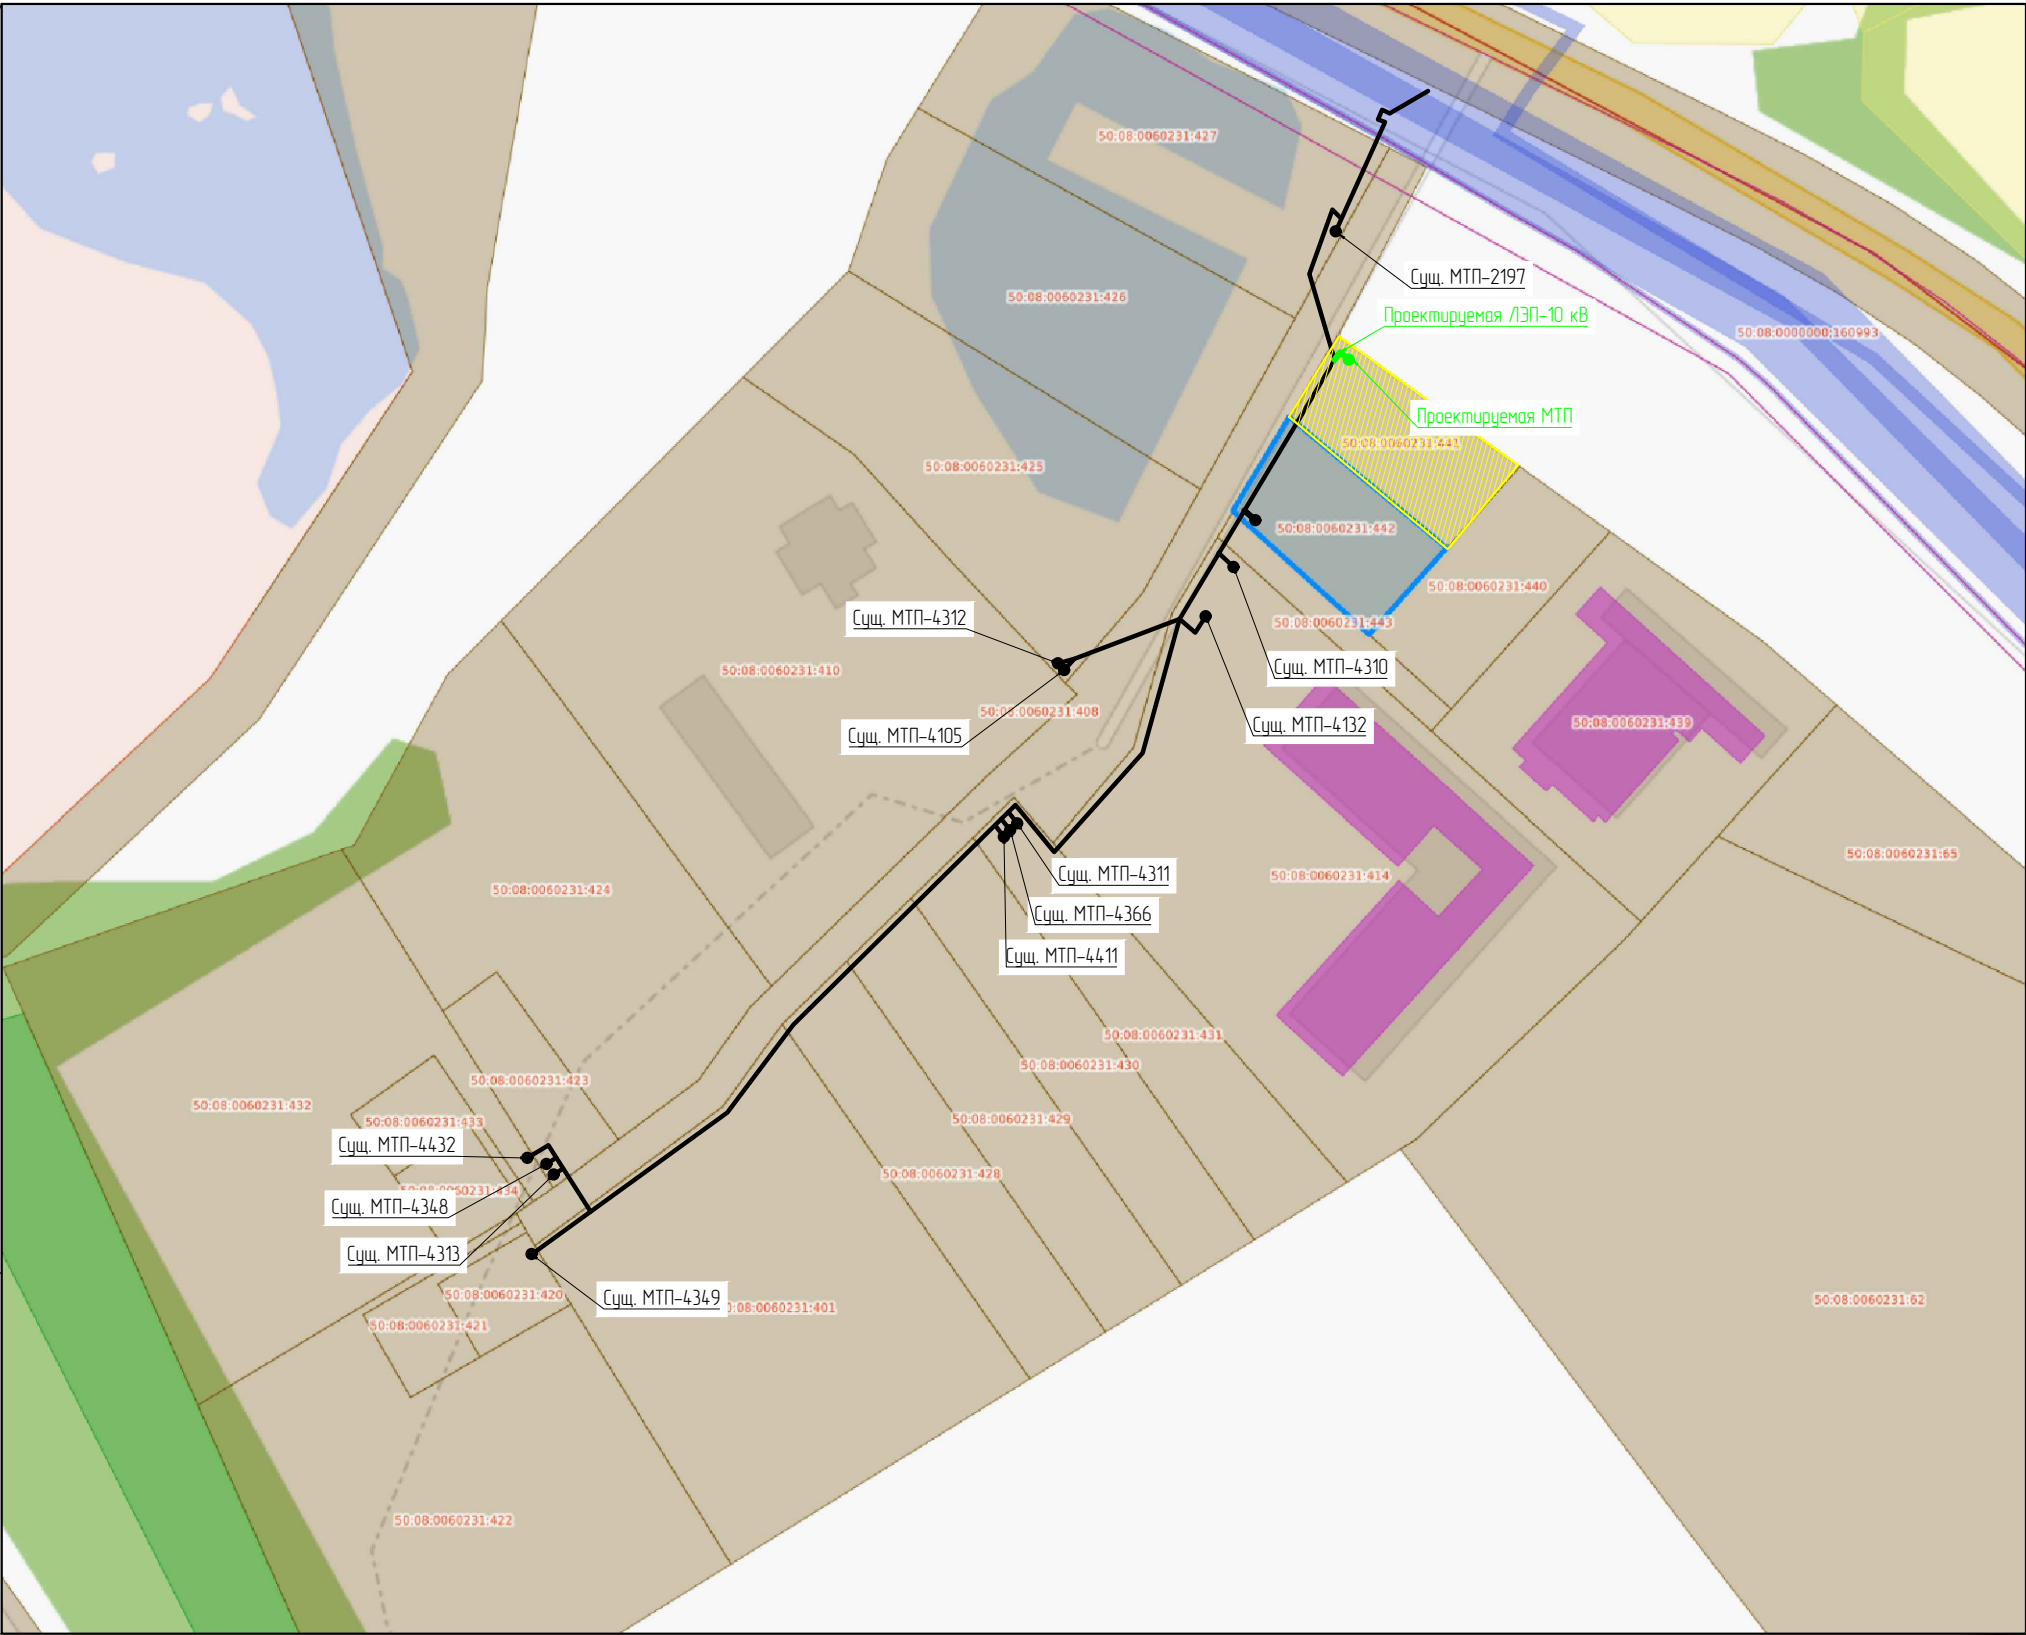 50:08:0060231:427
Сущ. МТП-2197
50:08:0060231:426
Проектируемая ЛЭП-10 кВ
50:08:0000000:160993
Проектируемая МТП
50:08:0060231:441
50:08:0060231:425
50:08:0060231:442
50:08:0060231:440
Сущ. МТП-4312
50:08:0060231:443
50:08:0060231:410
Сущ. МТП-4310
50:08:0060231:408
50:08:0060231:439
Сущ. МТП-4105
Сущ. МТП-4132
50:08:0060231:65
Сущ. МТП-4311
50:08:0060231:414
50:08:0060231:424
Сущ. МТП-4366
Сущ. МТП-4411
50:08:0060231:431
50:08:0060231:430
50:08:0060231:423
50:08:0060231:432
50:08:0060231:429
50:08:0060231:433
Сущ. МТП-4432
50:08:0060231:428
50:08:0060231:434
Сущ. МТП-4348
Сущ. МТП-4313
50:08:0060231:420
Сущ. МТП-4349
:08:0060231:401
50:08:0060231:62
50:08:0060231:421
50:08:0060231:422